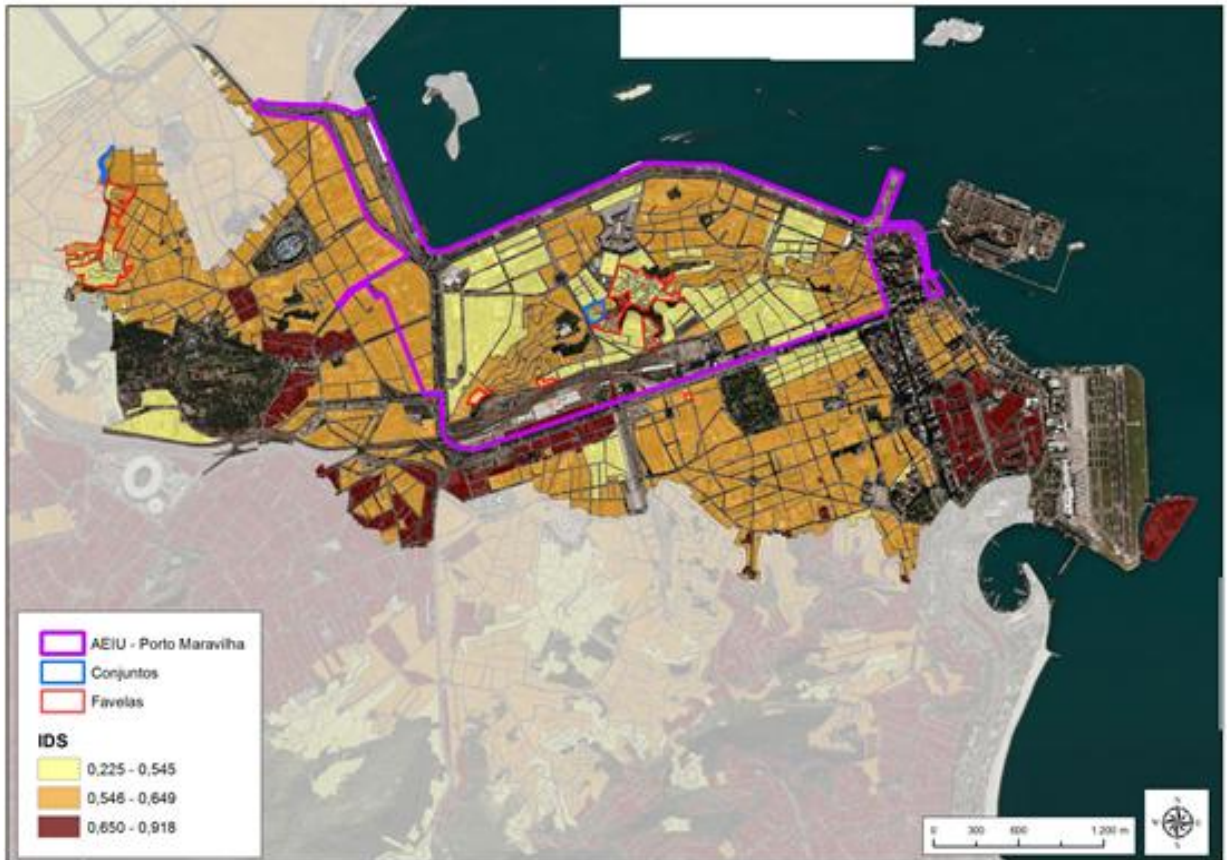 AEIU - Porto Maravilha
Conjuntos
Favelas
IDS
0,225 - 0,545
0,546 - 0,649
0,650 - 0,918
0 300 600 1.200 m